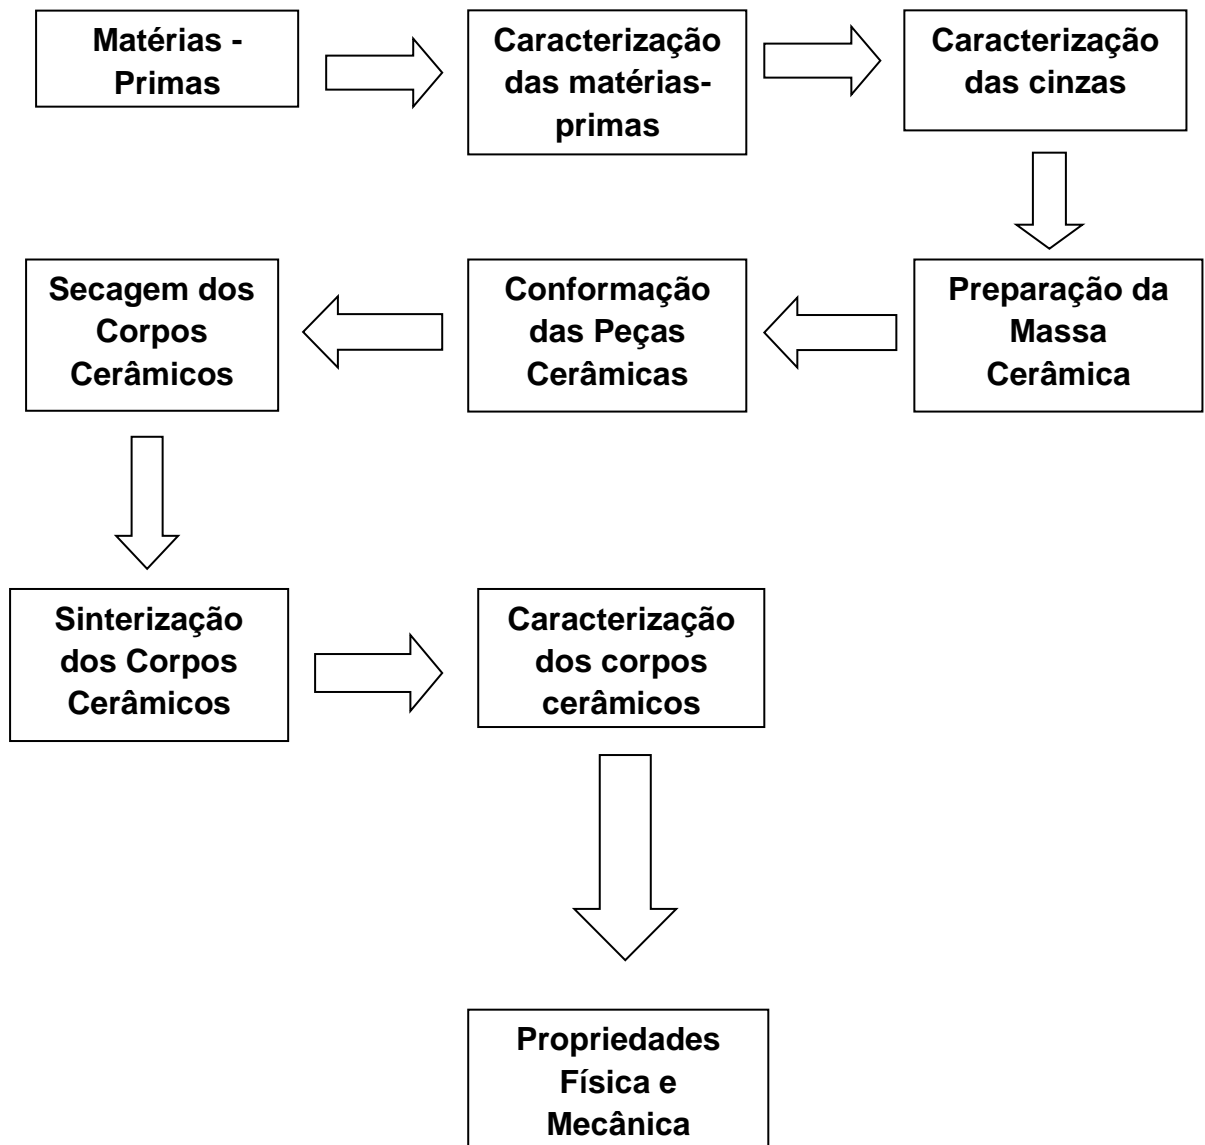 Matérias -
Primas
Caracterização
das matérias-
primas
Caracterização
das cinzas
Preparação da
Massa
Cerâmica
Conformação
das Peças
Cerâmicas
Secagem dos
Corpos
Cerâmicos
Sinterização
dos Corpos
Cerâmicos
Caracterização
dos corpos
cerâmicos
Propriedades
Física e
Mecânica